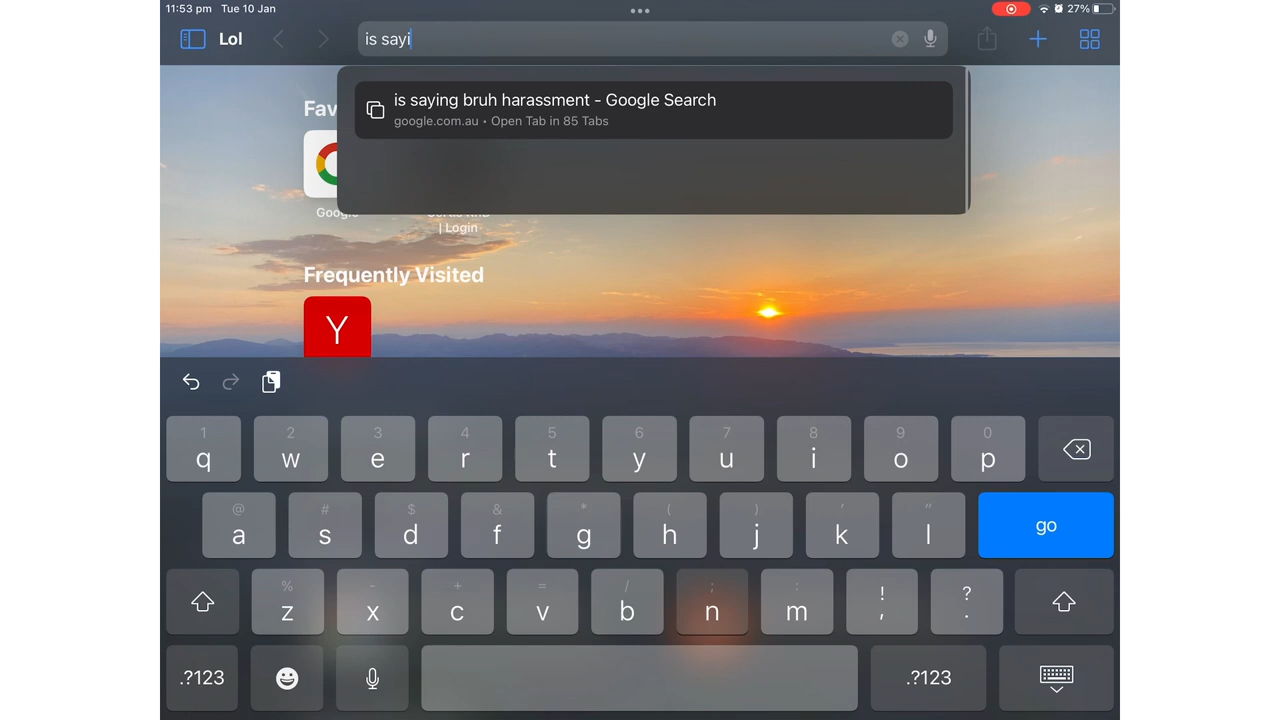 11:53 pm Tue 10 Jan
27%
Lol
is sayi
is saying bruh harassment - Google Search
google.com.au • Open Tab in 85 Tabs
Fav
Google
| Login
Frequently Visited
Y
1 2 3 4 5 6 7 8 9 0
q w e r t y u i o p
@ # $ & * ( ) ' "
a s d f g h j k l go
% - + = / ; : ! ?
z x c v b n m , .
.?123 .?123